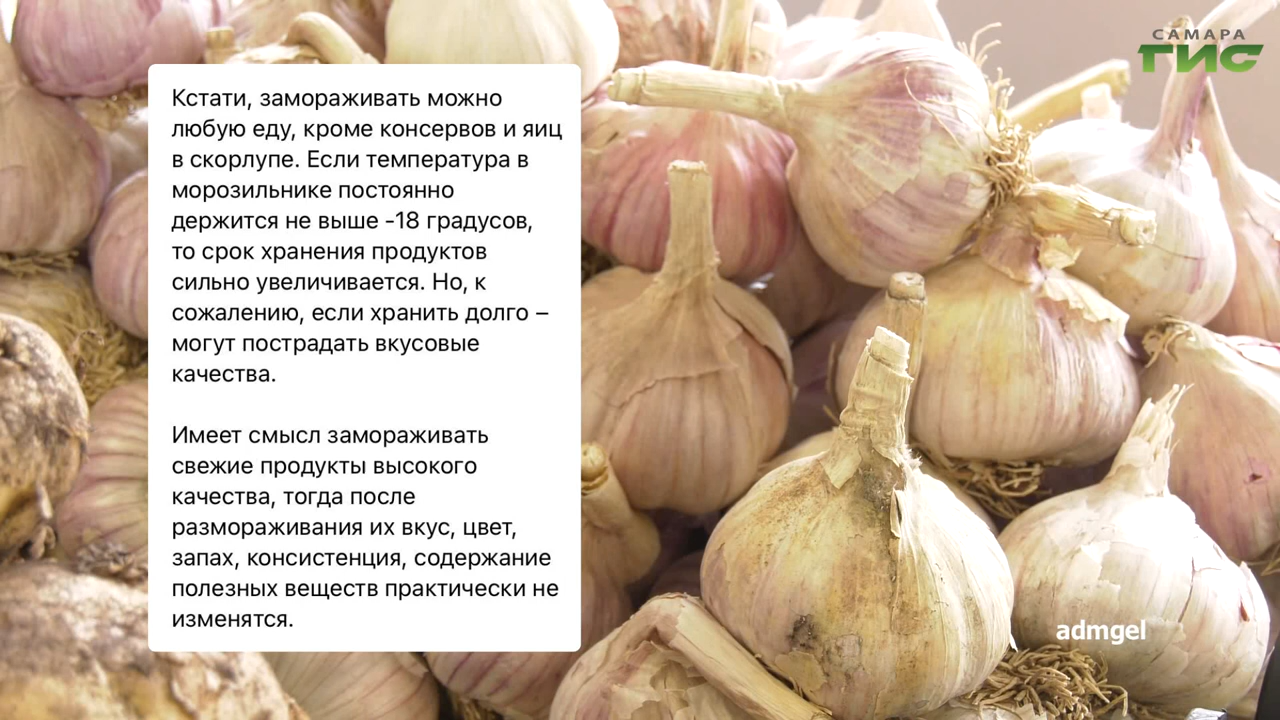 Кстати, замораживать можно
любую еду, кроме консервов и яиц
в скорлупе. Если температура в
морозильнике постоянно
держится не выше -18 градусов,
то срок хранения продуктов
сильно увеличивается. Но, к
сожалению, если хранить долго –
могут пострадать вкусовые
качества.
Имеет смысл замораживать
свежие продукты высокого
качества, тогда после
размораживания их вкус, цвет,
запах, консистенция, содержание
полезных веществ практически не
изменятся.
САМАРА
ГИС
admgel